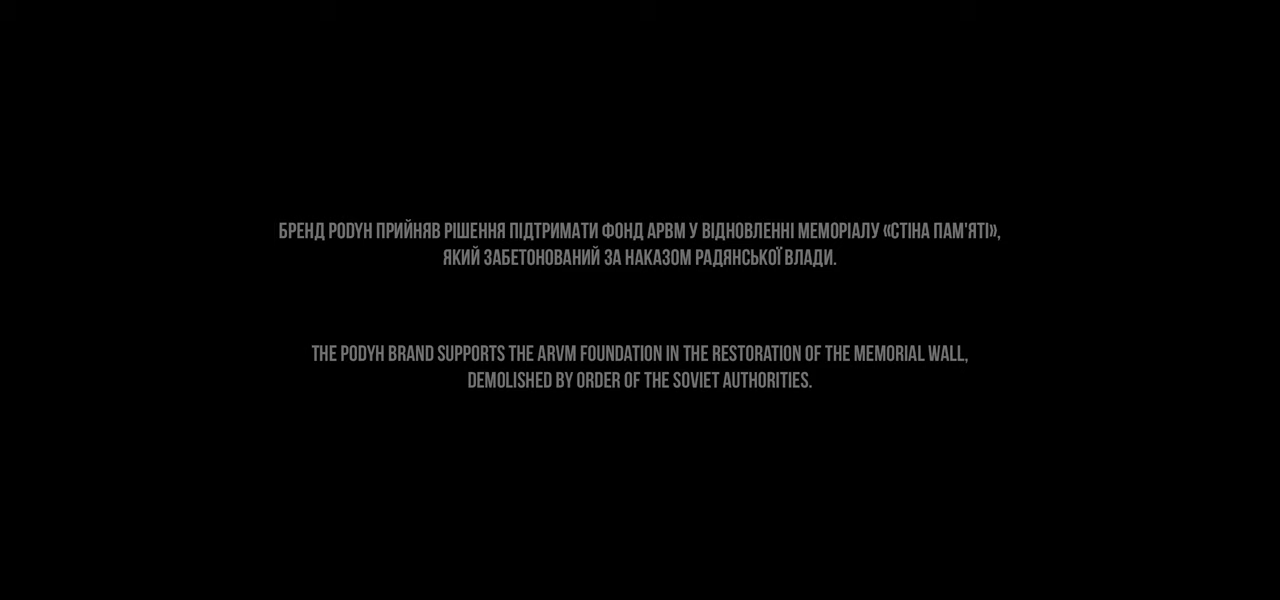 БРЕНД PODYH ПРИЙНЯВ РІШЕННЯ ПІДТРИМАТИ ФОНД АРВМ У ВІДНОВЛЕННІ МЕМОРІАЛУ «СТІНА ПАМ'ЯТІ»,
ЯКИЙ ЗАБЕТОНОВАНИЙ ЗА НАКАЗОМ РАДЯНСЬКОЇ ВЛАДИ.
THE PODYH BRAND SUPPORTS THE ARVM FOUNDATION IN THE RESTORATION OF THE MEMORIAL WALL,
DEMOLISHED BY ORDER OF THE SOVIET AUTHORITIES.